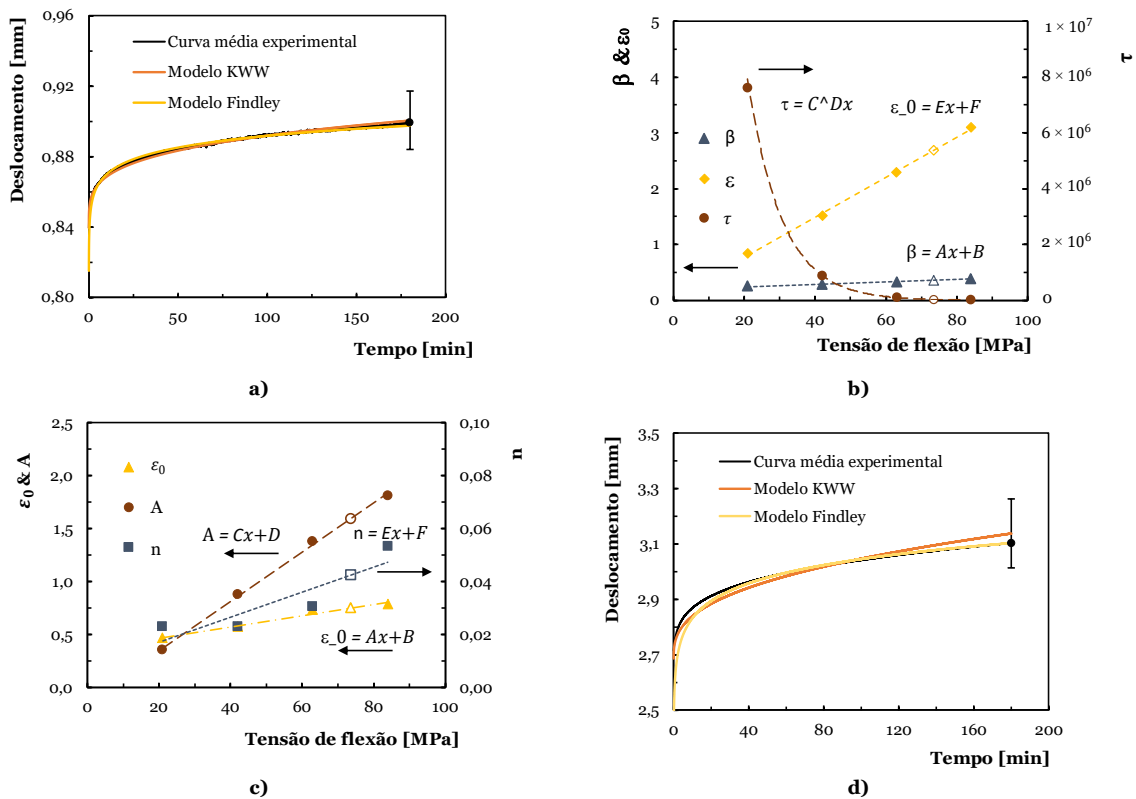 Deslocamento [mm]
0,96
0,92
0,88
0,84
0,80
Curva média experimental
Modelo KWW
Modelo Findley
0
50
100
150
200
Tempo [min]
a)
β & ε₀
5
4
3
2
1
0
τ = C^Dx
ε_0 = Ex+F
β
ε
τ
β = Ax+B
1 × 10⁷
8 × 10⁶
6 × 10⁶
4 × 10⁶
2 × 10⁶
0
τ
0
20
40
60
80
100
Tensão de flexão [MPa]
b)
ε₀ & A
2,5
2,0
1,5
1,0
0,5
0,0
ε₀
A
n
A = Cx+D
n = Ex+F
ε_0 = Ax+B
0,10
0,08
0,06
0,04
0,02
0,00
n
0
20
40
60
80
100
Tensão de flexão [MPa]
c)
Deslocamento [mm]
3,5
3,3
3,1
2,9
2,7
2,5
Curva média experimental
Modelo KWW
Modelo Findley
0
40
80
120
160
200
Tempo [min]
d)